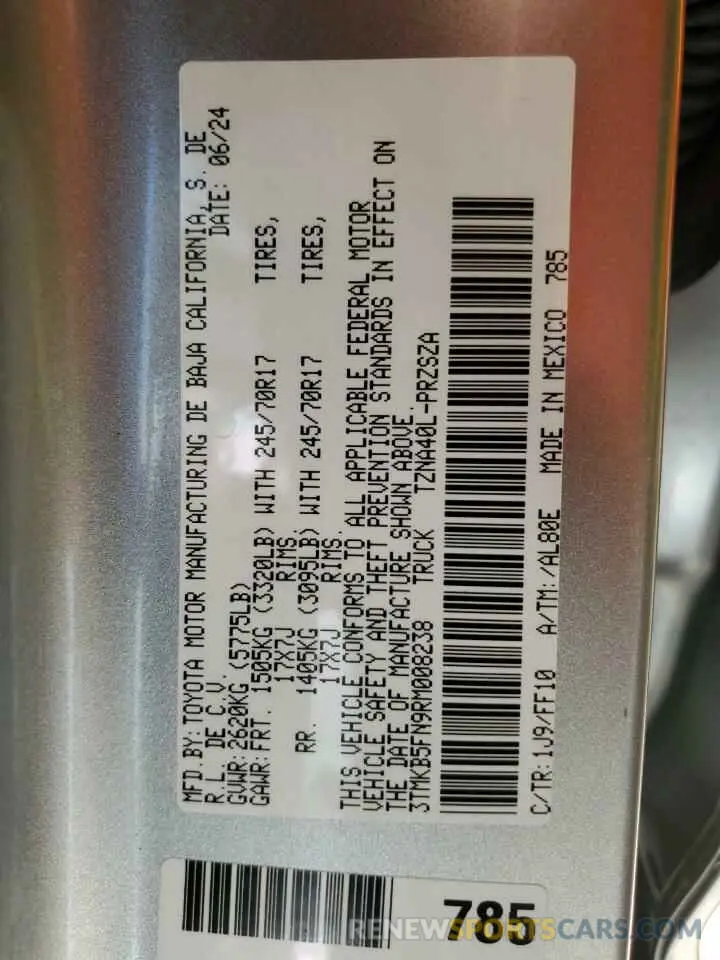 MFD.BY:TOYOTA MOTOR MANUFACTURING DE BAJA CALIFORNIA, S. DE
R.L. DE C.V. DATE: 06/24
GVWR:2620KG (5775LB)
GAWR:FRT. 1505KG (3320LB) WITH 245/70R17 TIRES,
17X7J RIMS.
RR. 1405KG (3095LB) WITH 245/70R17 TIRES,
17X7J RIMS.
THIS VEHICLE CONFORMS TO ALL APPLICABLE FEDERAL MOTOR
VEHICLE SAFETY AND THEFT PREVENTION STANDARDS IN EFFECT ON
THE DATE OF MANUFACTURE SHOWN ABOVE.
3TMKB5FN9RM008238 TRUCK TZNA40L-PRZSZA
C/TR:1J9/FF10 A/TM:/AL80E MADE IN MEXICO 785
785
RENEWSPORTSCARS.COM